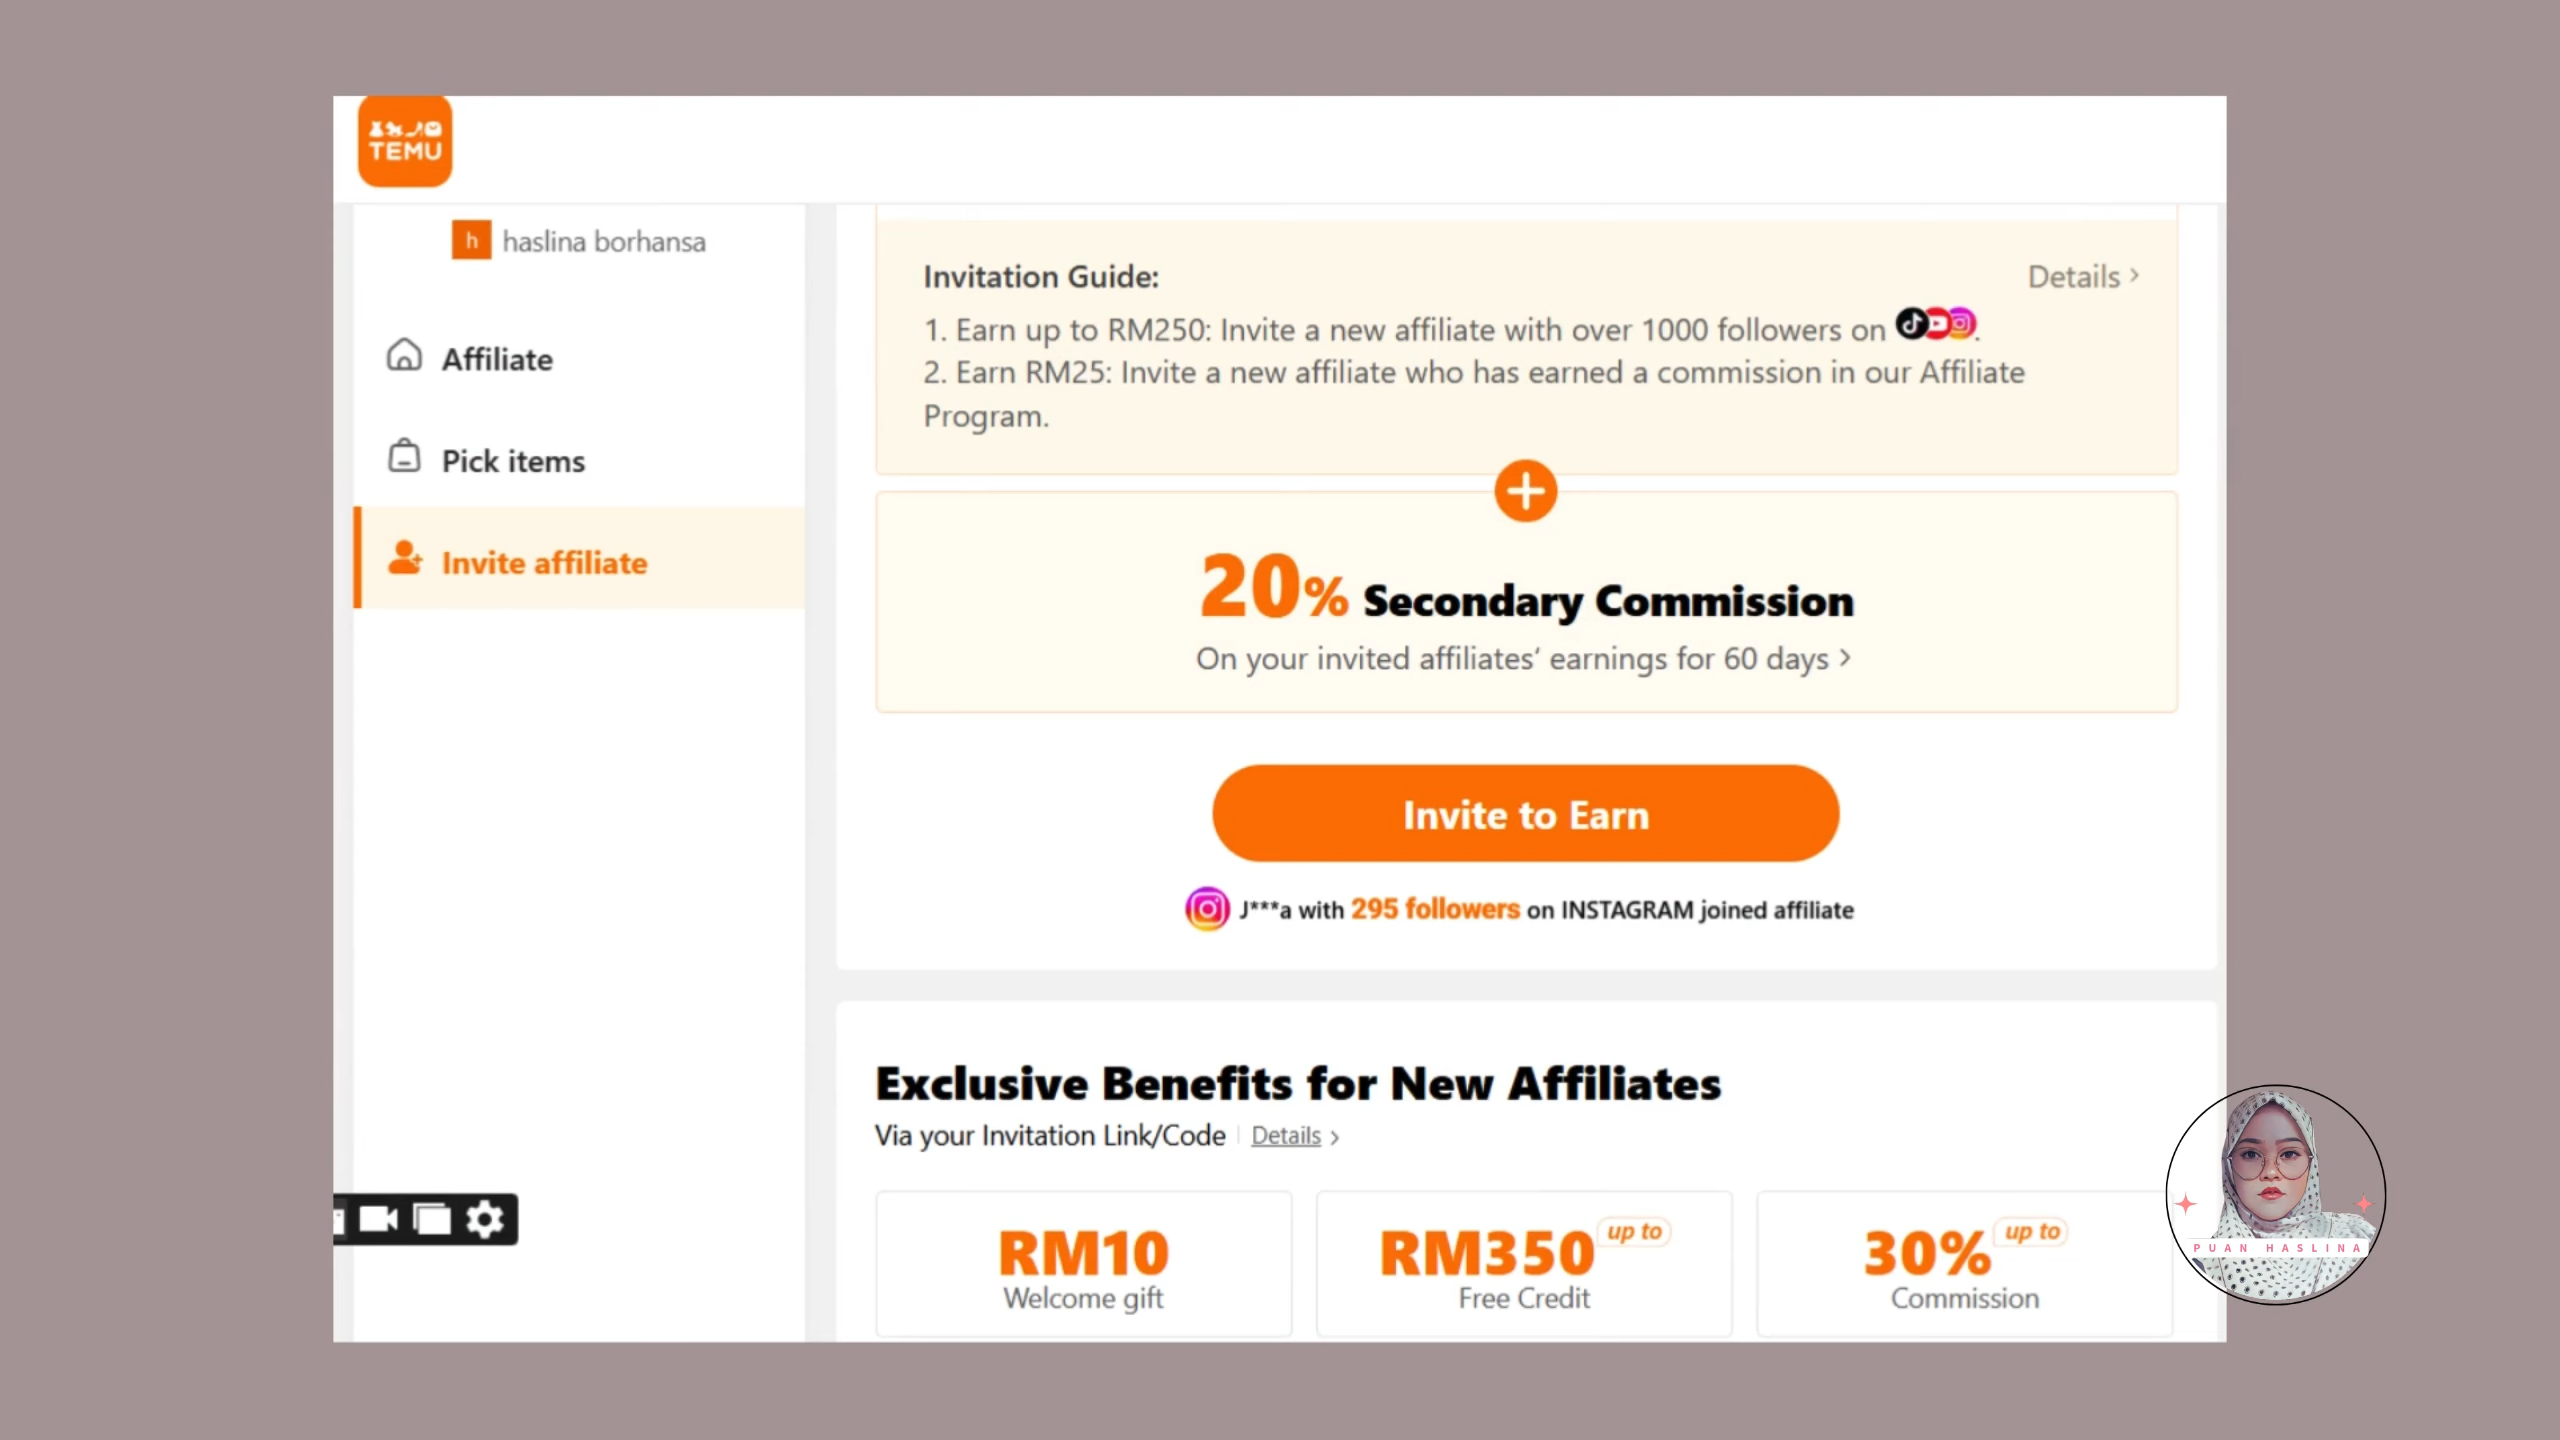 TEMU
h haslina borhansa
Affiliate
Pick items
Invite affiliate
Invitation Guide:
Details >
1. Earn up to RM250: Invite a new affiliate with over 1000 followers on .
2. Earn RM25: Invite a new affiliate who has earned a commission in our Affiliate
Program.
20% Secondary Commission
On your invited affiliates' earnings for 60 days >
Invite to Earn
J***a with 295 followers on INSTAGRAM joined affiliate
Exclusive Benefits for New Affiliates
Via your Invitation Link/Code | Details >
RM10
Welcome gift
RM350 up to
Free Credit
30% up to
Commission
PUAN HASLINA